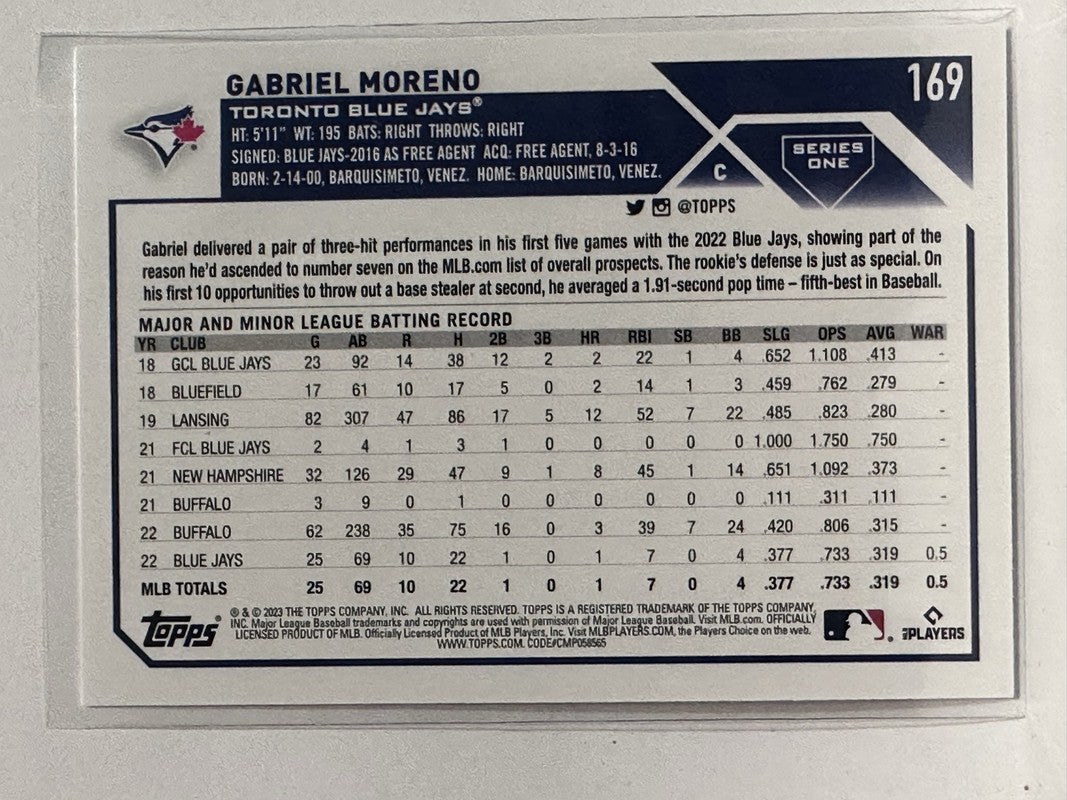 169
GABRIEL MORENO
TORONTO BLUE JAYS®
HT: 5'11" WT: 195 BATS: RIGHT THROWS: RIGHT
SIGNED: BLUE JAYS-2016 AS FREE AGENT ACQ: FREE AGENT, 8-3-16
BORN: 2-14-00, BARQUISIMETO, VENEZ. HOME: BARQUISIMETO, VENEZ.
C
SERIES
ONE
@TOPPS
Gabriel delivered a pair of three-hit performances in his first five games with the 2022 Blue Jays, showing part of the
reason he'd ascended to number seven on the MLB.com list of overall prospects. The rookie's defense is just as special. On
his first 10 opportunities to throw out a base stealer at second, he averaged a 1.91-second pop time – fifth-best in Baseball.
MAJOR AND MINOR LEAGUE BATTING RECORD
YR CLUB G AB R H 2B 3B HR RBI SB BB SLG OPS AVG WAR
18 GCL BLUE JAYS 23 92 14 38 12 2 2 22 1 4 .652 1.108 .413 -
18 BLUEFIELD 17 61 10 17 5 0 2 14 1 3 .459 .762 .279 -
19 LANSING 82 307 47 86 17 5 12 52 7 22 .485 .823 .280 -
21 FCL BLUE JAYS 2 4 1 3 1 0 0 0 0 0 1.000 1.750 .750 -
21 NEW HAMPSHIRE 32 126 29 47 9 1 8 45 1 14 .651 1.092 .373 -
21 BUFFALO 3 9 0 1 0 0 0 0 0 0 .111 .311 .111 -
22 BUFFALO 62 238 35 75 16 0 3 39 7 24 .420 .806 .315 -
22 BLUE JAYS 25 69 10 22 1 0 1 7 0 4 .377 .733 .319 0.5
MLB TOTALS 25 69 10 22 1 0 1 7 0 4 .377 .733 .319 0.5
Topps®
® & © 2023 THE TOPPS COMPANY, INC. ALL RIGHTS RESERVED. TOPPS IS A REGISTERED TRADEMARK OF THE TOPPS COMPANY,
INC. Major League Baseball trademarks and copyrights are used with permission of Major League Baseball. Visit MLB.com. OFFICIALLY
LICENSED PRODUCT OF MLB. Officially Licensed Product of MLB Players, Inc. Visit MLBPLAYERS.COM, the Players Choice on the web.
WWW.TOPPS.COM. CODE#CMP058565
MLBPLAYERS